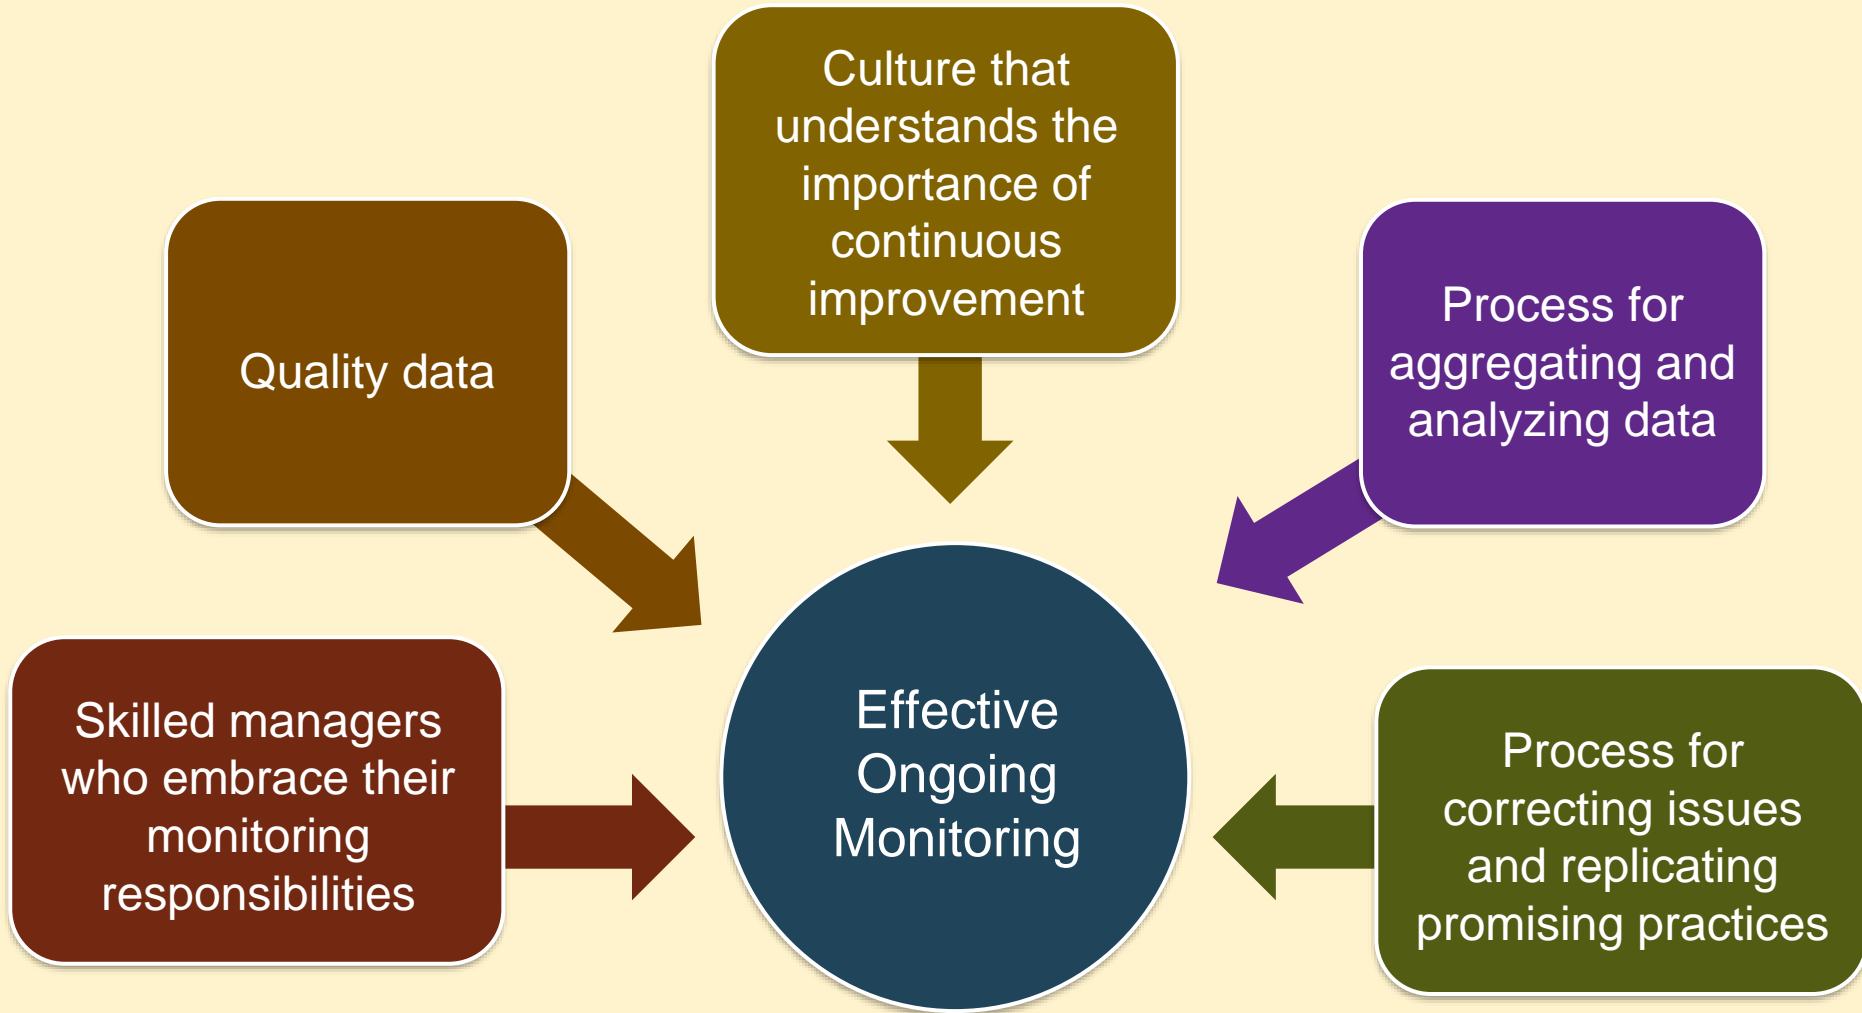 Culture that
understands the
importance of
continuous
improvement
Quality data
Process for
aggregating and
analyzing data
Skilled managers
who embrace their
monitoring
responsibilities
Effective
Ongoing
Monitoring
Process for
correcting issues
and replicating
promising practices